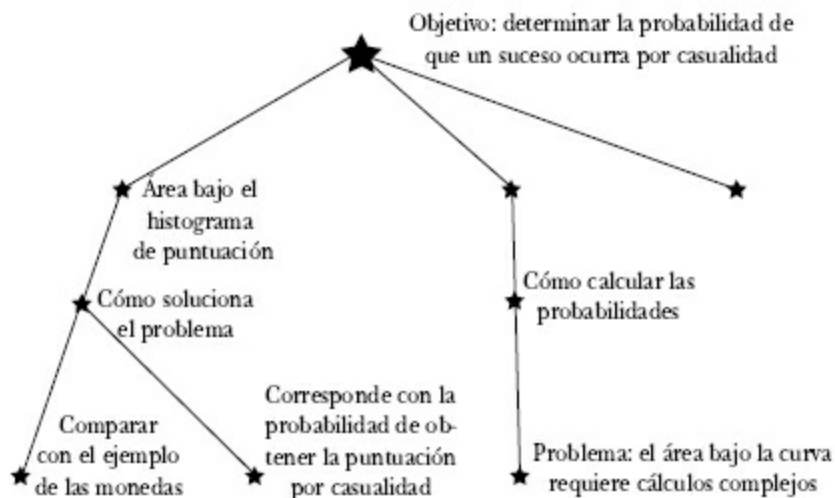 Objetivo: determinar la probabilidad de
que un suceso ocurra por casualidad
Área bajo el
histograma
de puntuación
Cómo soluciona
el problema
Cómo calcular las
probabilidades
Comparar
con el ejemplo
de las monedas
Corresponde con la
probabilidad de ob-
tener la puntuación
por casualidad
Problema: el área bajo la curva
requiere cálculos complejos